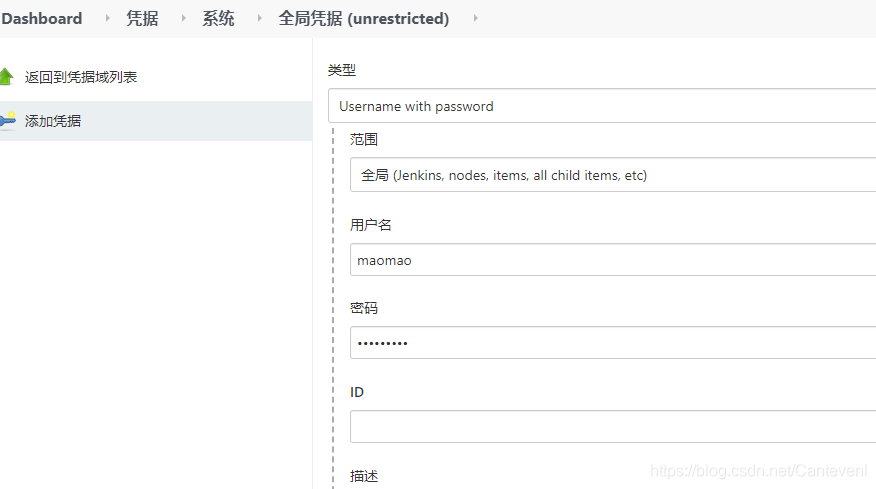 Dashboard 凭据 系统 全局凭据 (unrestricted)
返回到凭据域列表
添加凭据
类型
Username with password
范围
全局 (Jenkins, nodes, items, all child items, etc)
用户名
maomao
密码
•••••••••
ID
描述
https://blog.csdn.net/Cantevenl